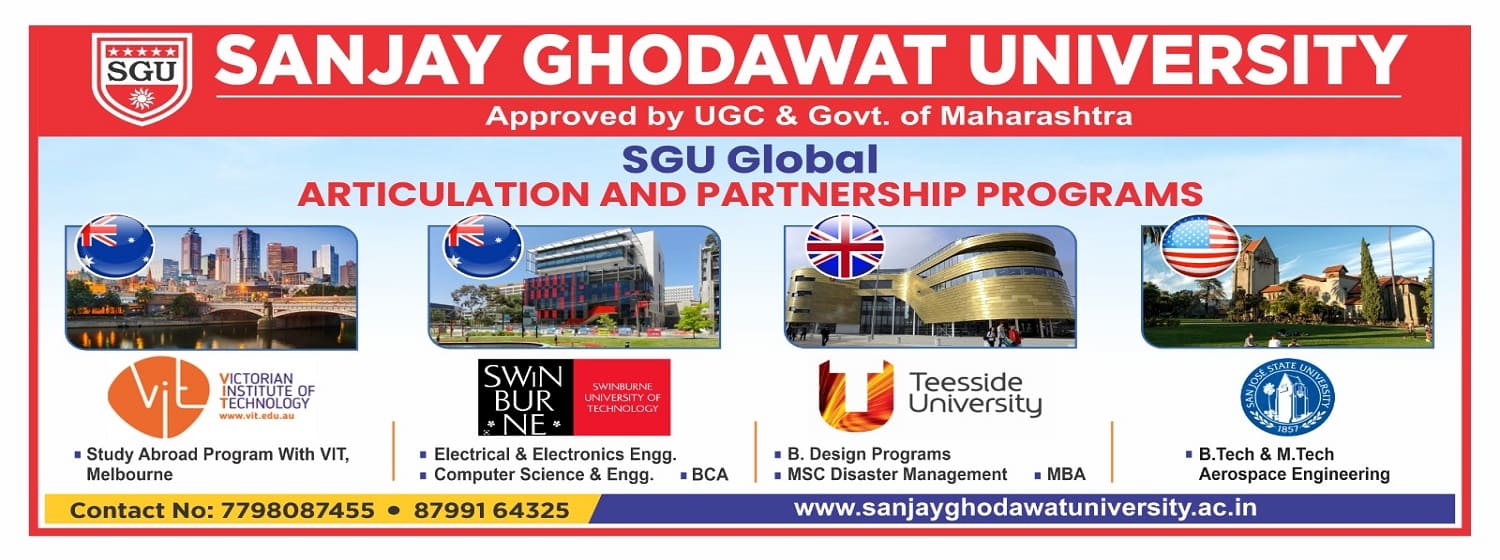 SGU
SANJAY GHODAWAT UNIVERSITY
Approved by UGC & Govt. of Maharashtra
SGU Global
ARTICULATION AND PARTNERSHIP PROGRAMS
vit
VICTORIAN
INSTITUTE OF
TECHNOLOGY
www.vit.edu.au
Study Abroad Program With VIT,
Melbourne
SWIN
BUR
NE
SWINBURNE
UNIVERSITY OF
TECHNOLOGY
Electrical & Electronics Engg.
Computer Science & Engg. ▪ BCA
T
Teesside
University
B. Design Programs
MSC Disaster Management ▪ MBA
SAN JOSÉ STATE UNIVERSITY
1857
B.Tech & M.Tech
Aerospace Engineering
Contact No: 7798087455 • 87991 64325
www.sanjayghodawatuniversity.ac.in